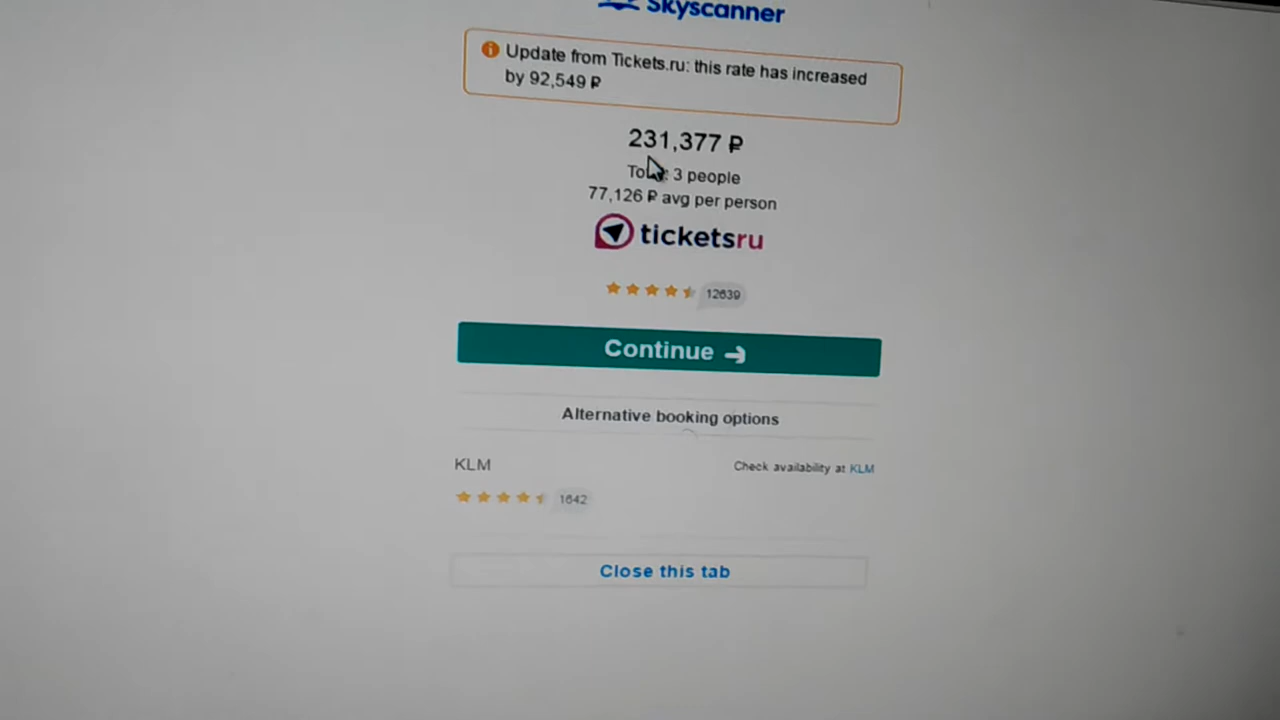 Skyscanner
Update from Tickets.ru: this rate has increased
by 92,549 ₽
231,377 ₽
3 people
77,126 ₽ avg per person
ticketsru
12639
Continue →
Alternative booking options
KLM
Check availability at KLM
1642
Close this tab